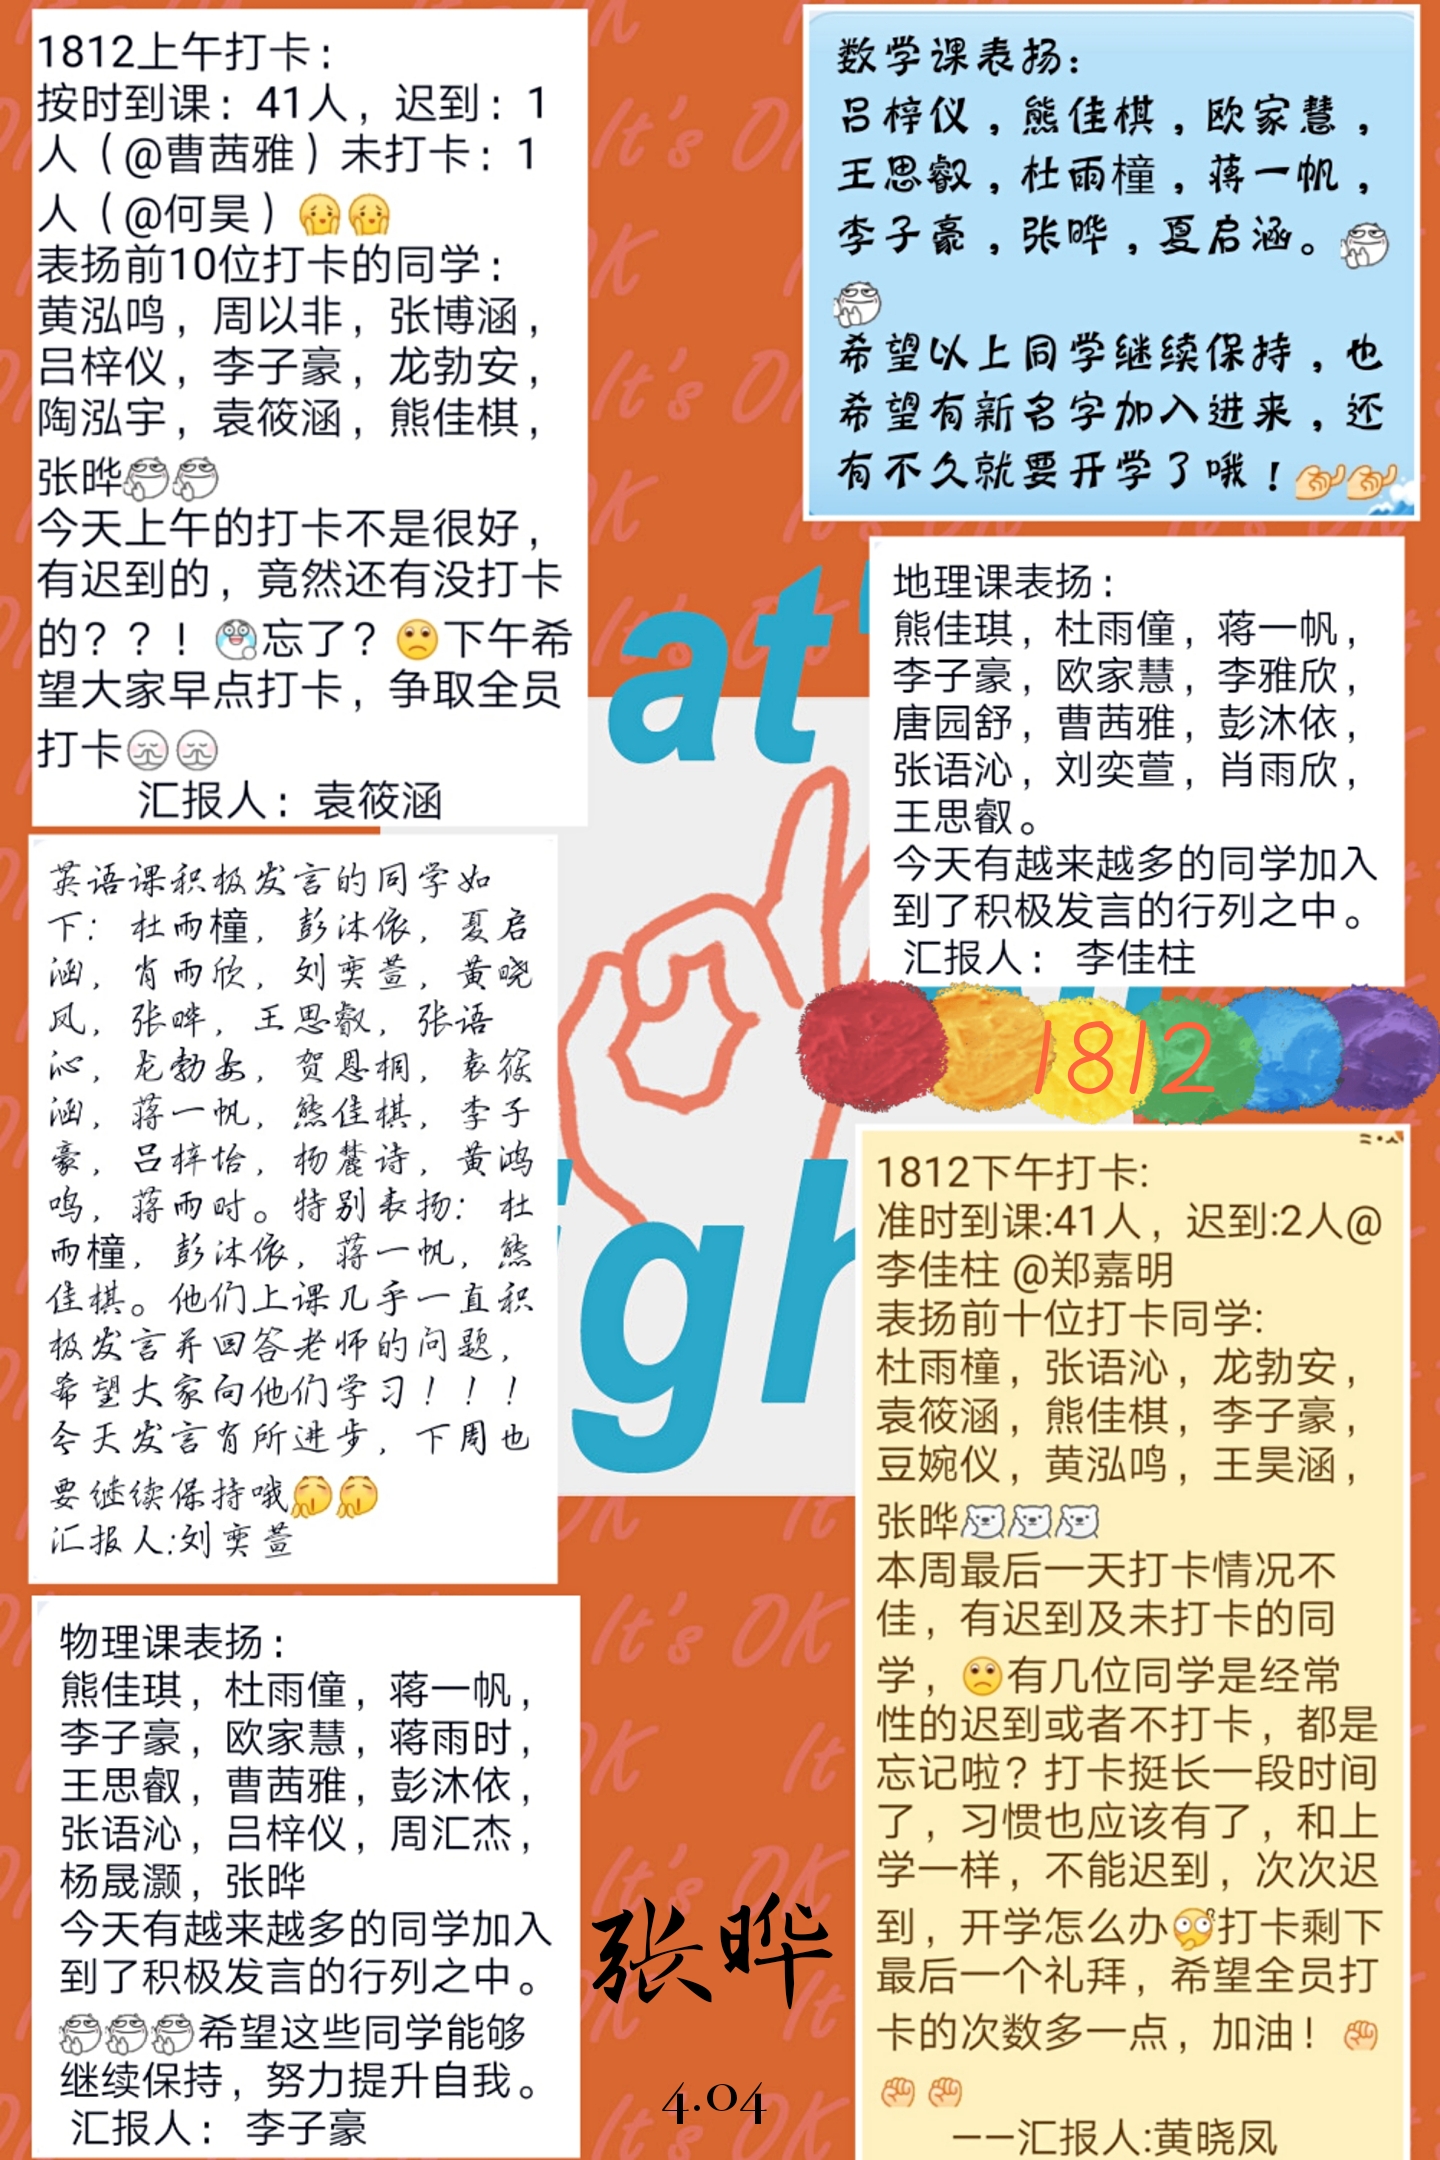 1812上午打卡：
按时到课：41人，迟到：1
人（@曹茜雅）未打卡：1
人（@何昊）
表扬前10位打卡的同学：
黄泓鸣，周以非，张博涵，
吕梓仪，李子豪，龙勃安，
陶泓宇，袁筱涵，熊佳棋，
张晔
今天上午的打卡不是很好，
有迟到的，竟然还有没打卡
的？？！忘了？下午希
望大家早点打卡，争取全员
打卡
汇报人：袁筱涵
数学课表扬：
吕梓仪，熊佳棋，欧家慧，
王思叡，杜雨橦，蒋一帆，
李子豪，张晔，夏启涵。
希望以上同学继续保持，也
希望有新名字加入进来，还
有不久就要开学了哦！
地理课表扬：
熊佳琪，杜雨僮，蒋一帆，
李子豪，欧家慧，李雅欣，
唐园舒，曹茜雅，彭沐依，
张语沁，刘奕萱，肖雨欣，
王思叡。
今天有越来越多的同学加入
到了积极发言的行列之中。
汇报人：李佳柱
at'
igh
1812
英语课积极发言的同学如
下：杜雨橦，彭沐依，夏启
涵，肖雨欣，刘奕萱，黄晓
凤，张晔，王思叡，张语
沁，龙勃安，贺恩桐，袁筱
涵，蒋一帆，熊佳棋，李子
豪，吕梓怡，杨麓诗，黄鸿
鸣，蒋雨时。特别表扬：杜
雨橦，彭沐依，蒋一帆，熊
佳棋。他们上课几乎一直积
极发言并回答老师的问题，
希望大家向他们学习！！！
今天发言有所进步，下周也
要继续保持哦
汇报人:刘奕萱
1812下午打卡:
准时到课:41人，迟到:2人@
李佳柱 @郑嘉明
表扬前十位打卡同学:
杜雨橦，张语沁，龙勃安，
袁筱涵，熊佳棋，李子豪，
豆婉仪，黄泓鸣，王昊涵，
张晔
本周最后一天打卡情况不
佳，有迟到及未打卡的同
学，有几位同学是经常
性的迟到或者不打卡，都是
忘记啦？打卡挺长一段时间
了，习惯也应该有了，和上
学一样，不能迟到，次次迟
到，开学怎么办打卡剩下
最后一个礼拜，希望全员打
卡的次数多一点，加油！
——汇报人:黄晓凤
物理课表扬：
熊佳琪，杜雨僮，蒋一帆，
李子豪，欧家慧，蒋雨时，
王思叡，曹茜雅，彭沐依，
张语沁，吕梓仪，周汇杰，
杨晟灏，张晔
今天有越来越多的同学加入
到了积极发言的行列之中。
希望这些同学能够
继续保持，努力提升自我。
汇报人：李子豪
张晔
4.04